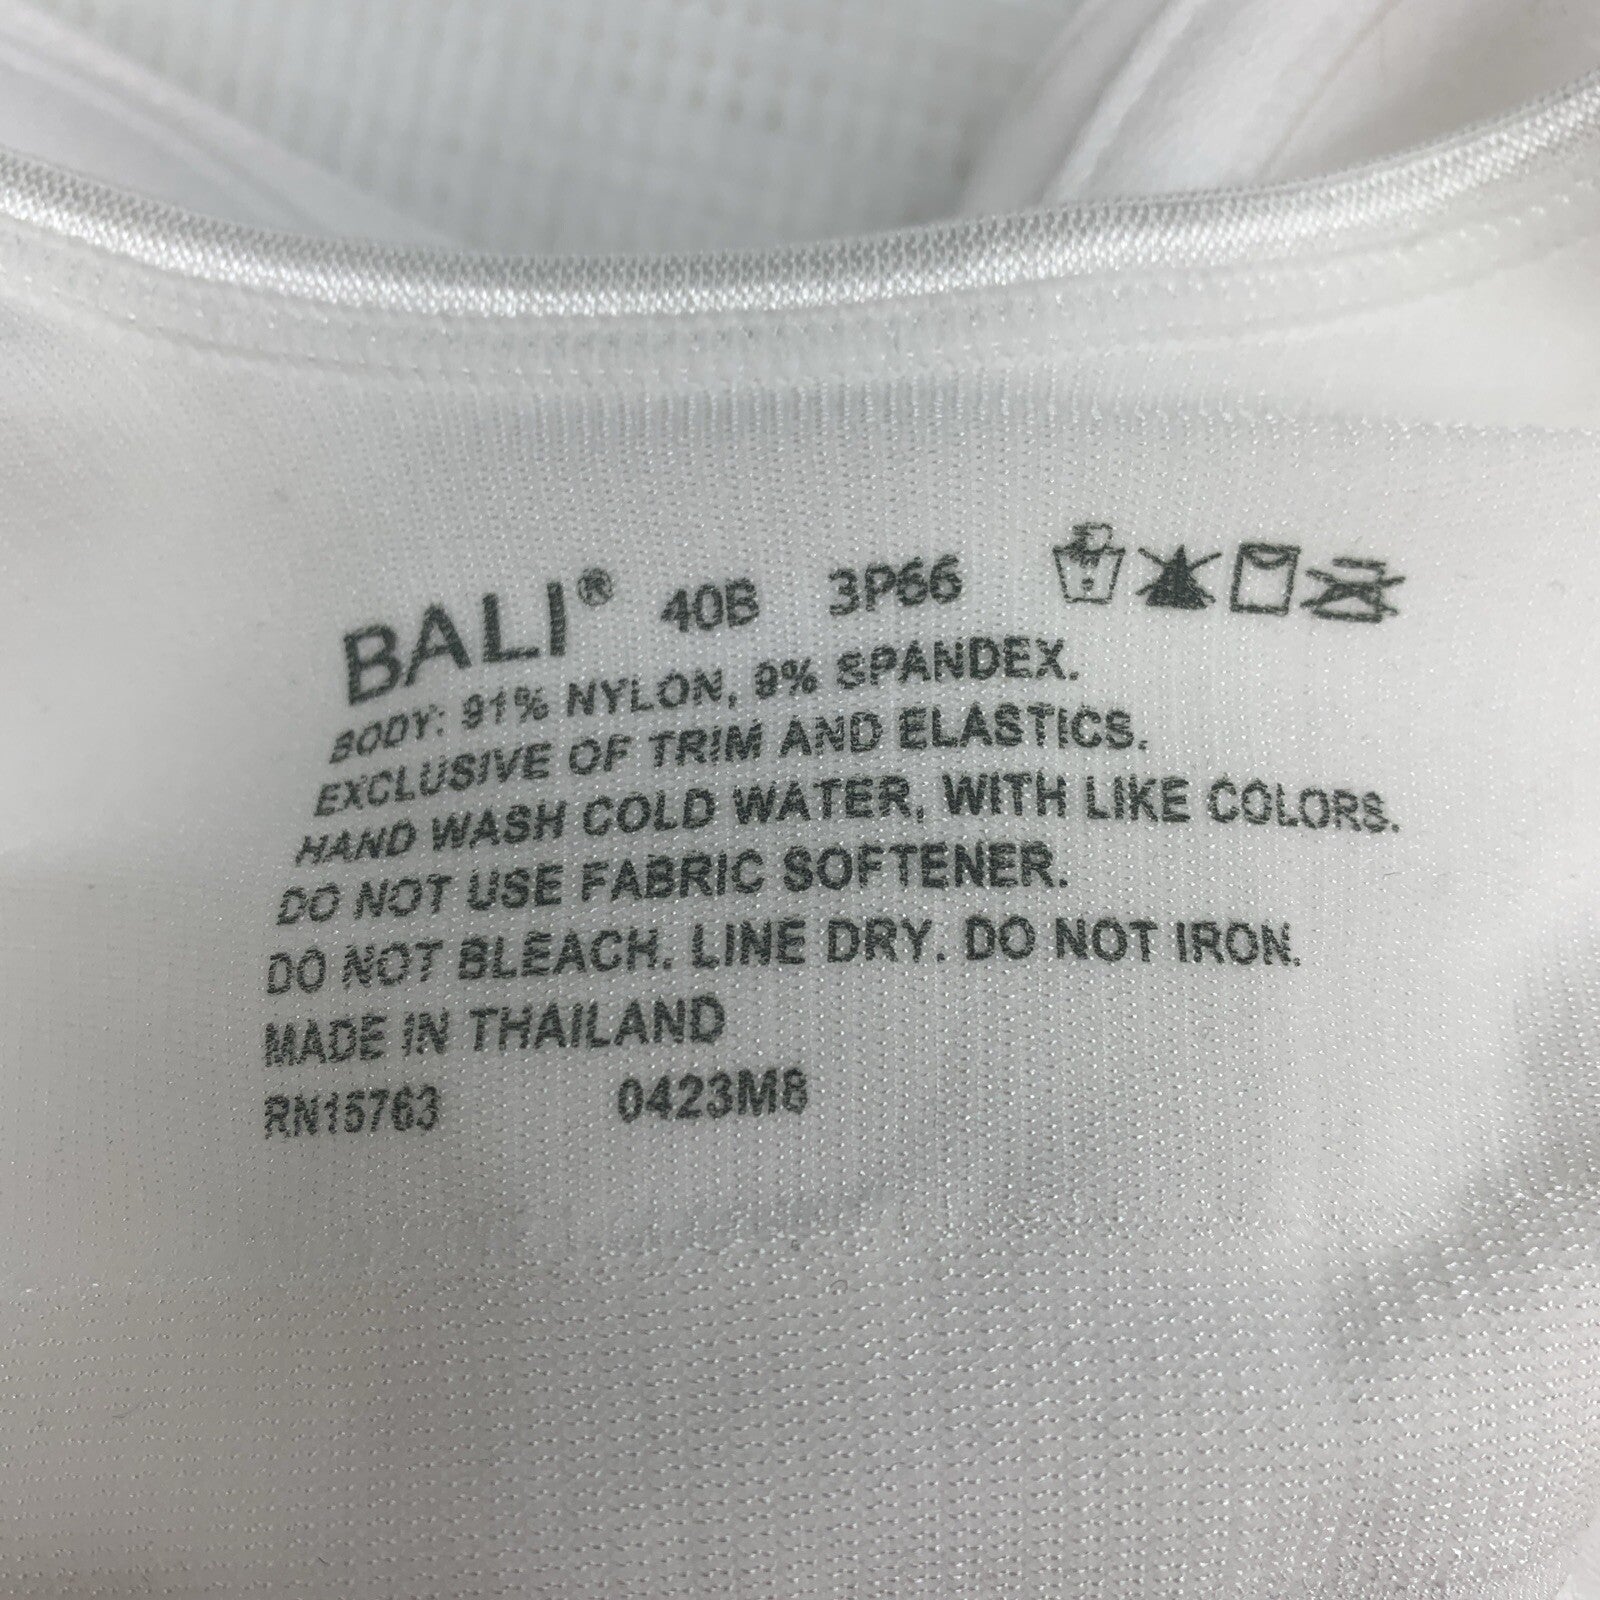 BALI® 40B 3P66
BODY: 91% NYLON, 9% SPANDEX.
EXCLUSIVE OF TRIM AND ELASTICS.
HAND WASH COLD WATER, WITH LIKE COLORS.
DO NOT USE FABRIC SOFTENER.
DO NOT BLEACH. LINE DRY. DO NOT IRON.
MADE IN THAILAND
RN15763 0423M8